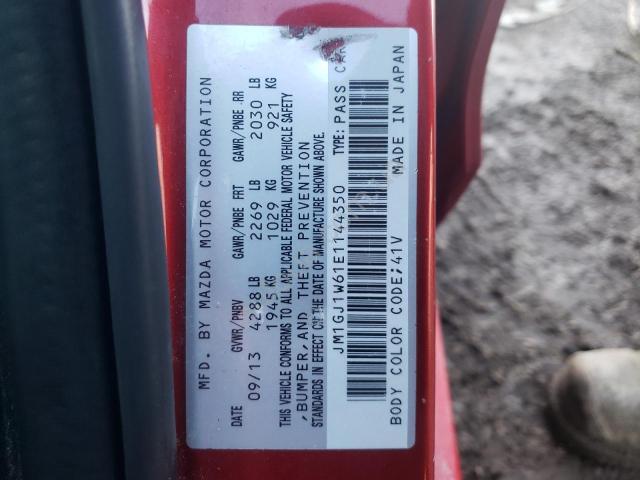 MFD. BY MAZDA MOTOR CORPORATION
DATE GVWR/PNBV GAWR/PNBE FRT GAWR/PNBE RR
09/13 4288 LB 2269 LB 2030 LB
1945 KG 1029 KG 921 KG
THIS VEHICLE CONFORMS TO ALL APPLICABLE FEDERAL MOTOR VEHICLE SAFETY
,BUMPER,AND THEFT PREVENTION
STANDARDS IN EFFECT ON THE DATE OF MANUFACTURE SHOWN ABOVE.
JM1GJ1W61E1144350 TYPE: PASS CAR
BODY COLOR CODE;41V MADE IN JAPAN